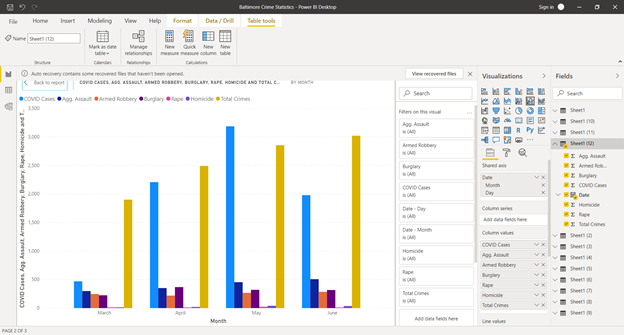 Baltimore Crime Statistics - Power BI Desktop
Sign in
File
Home
Insert
Modeling
View
Help
Format
Data / Drill
Table tools
Name
Sheet1 (12)
Mark as date
table
Manage
relationships
New
measure
Quick
measure
New
column
New
table
Calendars
Relationships
Calculations
Auto recovery contains some recovered files that haven't been opened.
View recovered files
Back to report
COVID CASES, AGG. ASSAULT, ARMED ROBBERY, BURGLARY, RAPE, HOMICIDE AND TOTAL C...
BY MONTH
COVID Cases
Agg. Assault
Armed Robbery
Burglary
Rape
Homicide
Total Crimes
COVID Cases, Agg. Assault, Armed Robbery, Burglary, Rape, Homicide and T...
3,500
3,000
2,500
2,000
1,500
1,000
500
0
March
April
May
June
Month
Search
Filters on this visual
...
Agg. Assault
is (All)
Armed Robbery
is (All)
Burglary
is (All)
COVID Cases
is (All)
Date - Day
is (All)
Date - Month
is (All)
Homicide
is (All)
Rape
is (All)
Total Crimes
is (All)
Add data fields here
Visualizations
R
Py
...
Shared axis
Date
Month
Day
Column series
Add data fields here
Column values
COVID Cases
Agg. Assault
Armed Robbery
Burglary
Rape
Homicide
Total Crimes
Line values
Fields
Search
Sheet1
Sheet1 (10)
Sheet1 (11)
Sheet1 (12)
Σ Agg. Assault
Σ Armed Rob...
Σ Burglary
Σ COVID Cases
Date
Σ Homicide
Σ Rape
Σ Total Crimes
Sheet1 (2)
Sheet1 (3)
Sheet1 (4)
Sheet1 (5)
Sheet1 (6)
Sheet1 (7)
Sheet1 (8)
Sheet1 (9)
PAGE 2 OF 3